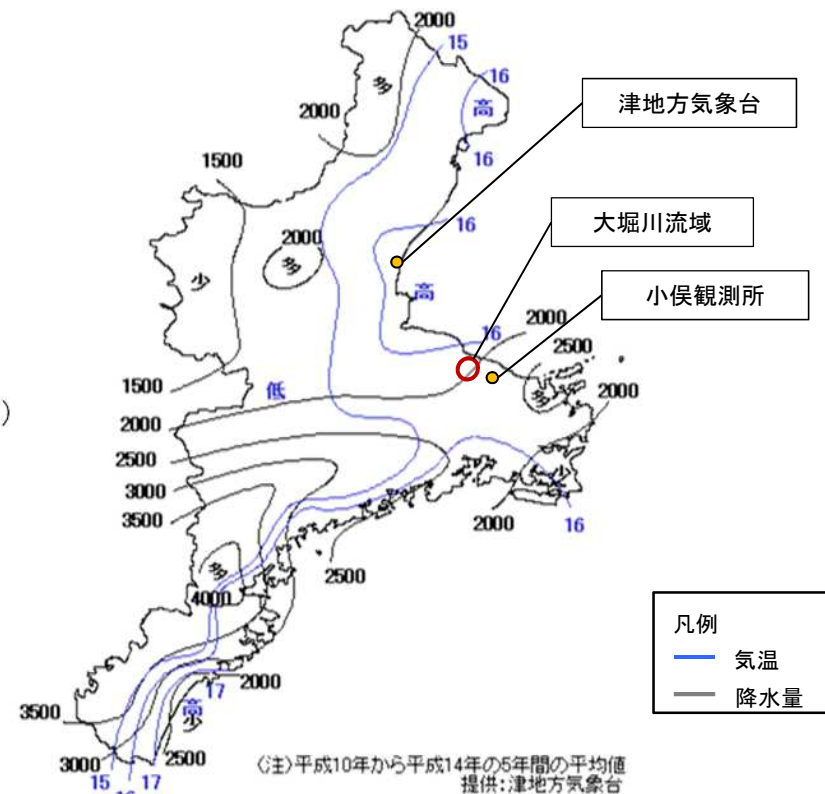 2000
15
16
多
高
津地方気象台
2000
16
1500
大堀川流域
2000
16
多
少
小俣観測所
高
2000
16
2500
1500
低
多
2000
2000
)
2500
少
3000
3500
2000
16
2500
多
4000
凡例
気温
2000
17
降水量
高
少
3500
3000
2500
〈注〉平成10年から平成14年の5年間の平均値
15
17
提供:津地方気象台
16